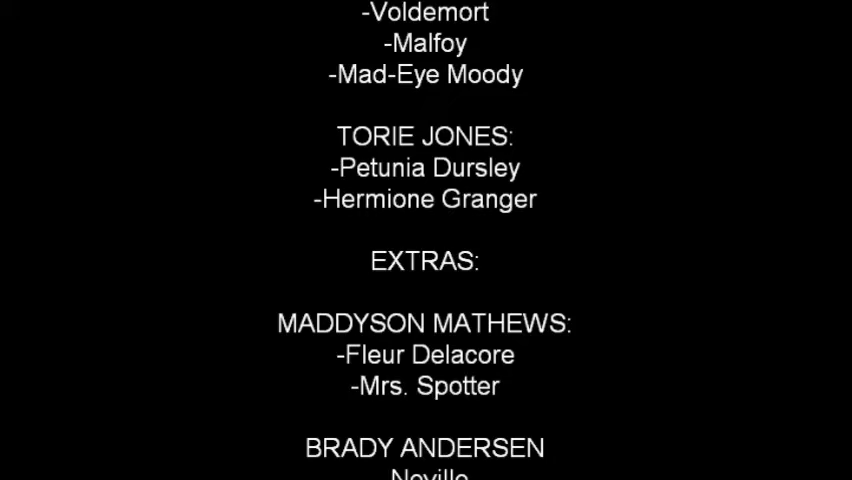 -Voldemort
-Malfoy
-Mad-Eye Moody
TORIE JONES:
-Petunia Dursley
-Hermione Granger
EXTRAS:
MADDYSON MATHEWS:
-Fleur Delacore
-Mrs. Spotter
BRADY ANDERSEN
-Neville